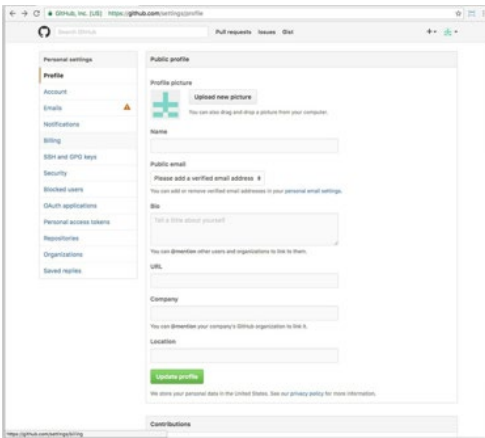 GitHub, Inc. [US] https://github.com/settings/profile
Search GitHub
Pull requests Issues Gist
Personal settings
Profile
Account
Emails
Notifications
Billing
SSH and GPG keys
Security
Blocked users
OAuth applications
Personal access tokens
Repositories
Organizations
Saved replies
Public profile
Profile picture
Upload new picture
You can also drag and drop a picture from your computer.
Name
Public email
Please add a verified email address
You can add or remove verified email addresses in your personal email settings.
Bio
Tell a little about yourself
You can @mention other users and organizations to link to them.
URL
Company
You can @mention your company's GitHub organization to link it.
Location
Update profile
We store your personal data in the United States. See our privacy policy for more information.
Contributions
https://github.com/settings/billing